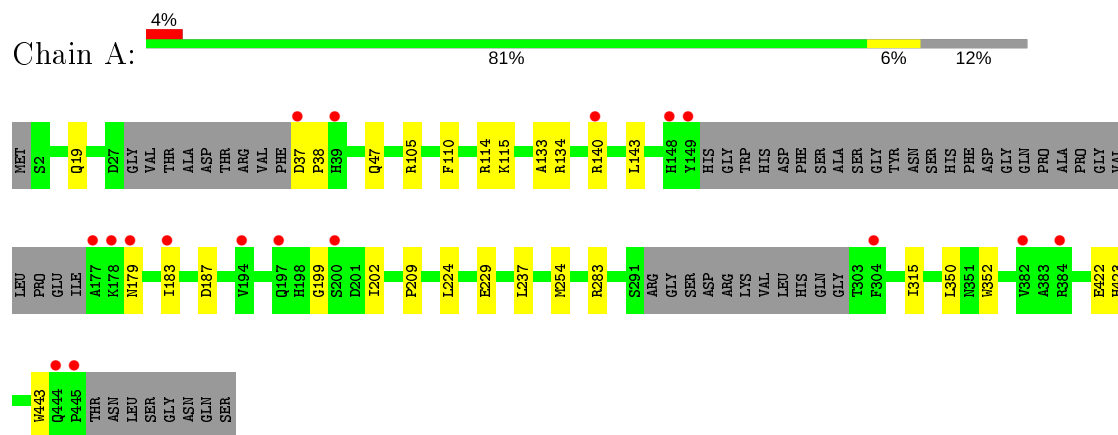 4%
Chain A:
81% 6% 12%
MET S2 Q19 D27 GLY VAL THR ALA ASP THR ARG VAL PHE D37 P38 H39 Q47 R105 F110 R114 K115 A133 R134 R140 L143 H148 Y149 HIS GLY TRP HIS ASP PHE SER ALA SER GLY TYR ASN SER HIS PHE ASP GLY GLN PRO ALA PRO GLY VAL
LEU PRO GLU ILE A177 K178 N179 I183 D187 V194 Q197 H198 G199 S200 D201 I202 P209 L224 E229 L237 M254 R283 S291 ARG GLY SER ASP ARG LYS VAL LEU HIS GLN GLY T303 F304 I315 L350 N351 W352 V382 A383 R384 E422 H423
W443 Q444 P445 THR ASN LEU SER GLY ASN GLN SER